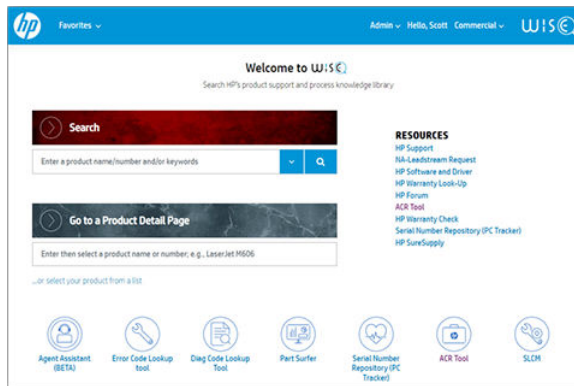 hp Favorites Admin Hello, Scott Commercial WISE
Welcome to WISE
Search HP's product support and process knowledge library
Search
Enter a product name/number and/or keywords
Go to a Product Detail Page
Enter then select a product name or number; e.g., LaserJet M606
...or select your product from a list
RESOURCES
HP Support
NA-Leadstream Request
HP Software and Driver
HP Warranty Look-Up
HP Forum
ACR Tool
HP Warranty Check
Serial Number Repository (PC Tracker)
HP SureSupply
Agent Assistant
(BETA)
Error Code Lookup
tool
Diag Code Lookup
Tool
Part Surfer
Serial Number
Repository (PC
Tracker)
ACR Tool
SLCM